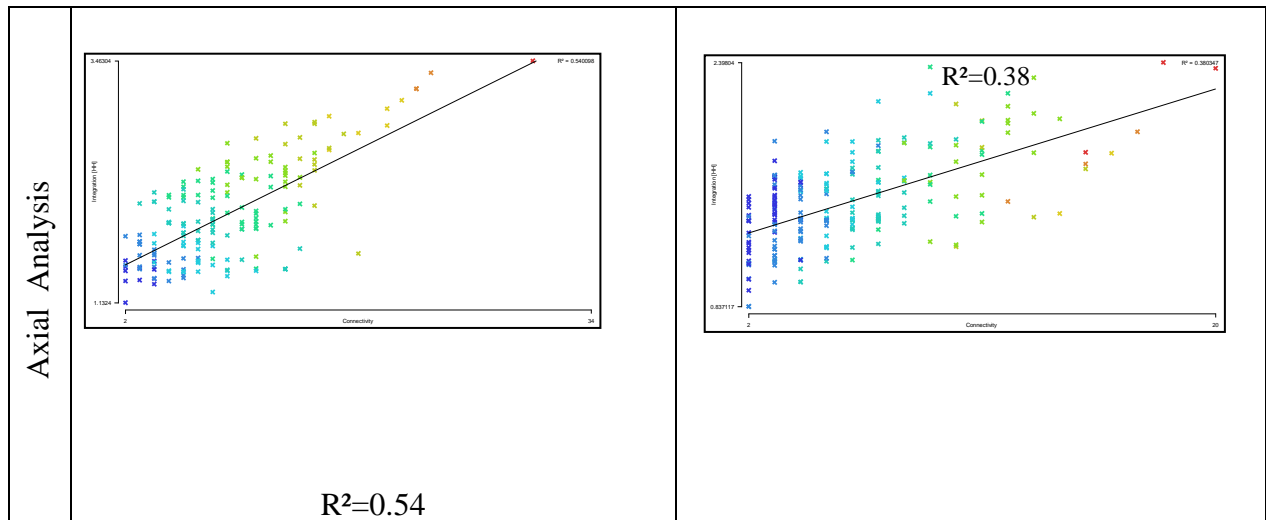 Axial Analysis
3.46304
R² = 0.540098
Integration [HH]
1.1324
2
Connectivity
34
R²=0.54
2.39804
R²=0.38
R² = 0.380347
Integration [HH]
0.837117
2
Connectivity
20